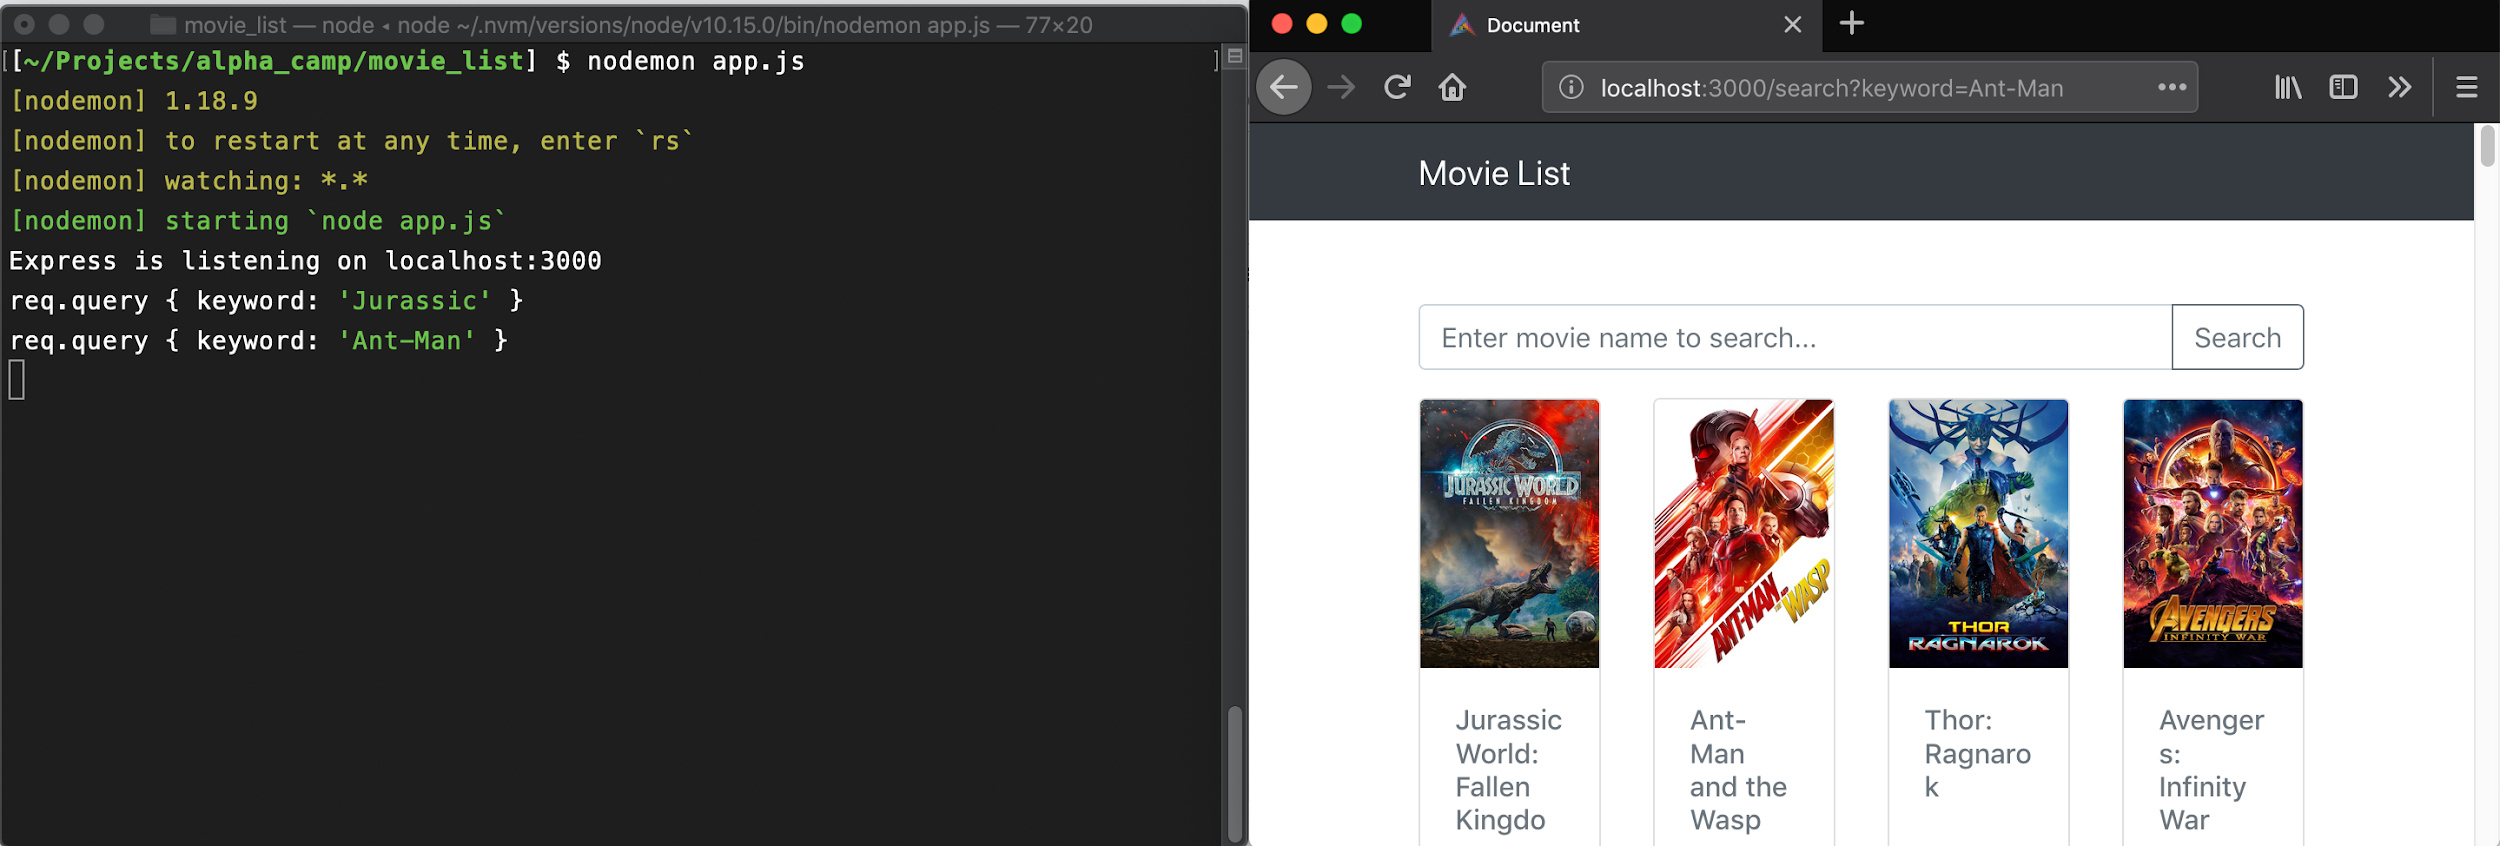 movie_list — node ◂ node ~/.nvm/versions/node/v10.15.0/bin/nodemon app.js — 77×20
[[~/Projects/alpha_camp/movie_list] $ nodemon app.js ]
[nodemon] 1.18.9
[nodemon] to restart at any time, enter `rs`
[nodemon] watching: *.*
[nodemon] starting `node app.js`
Express is listening on localhost:3000
req.query { keyword: 'Jurassic' }
req.query { keyword: 'Ant-Man' }
Document
localhost:3000/search?keyword=Ant-Man
Movie List
Enter movie name to search...
Search
JURASSIC WORLD
FALLEN KINGDOM
ANT-MAN
WASP
THOR
RAGNAROK
AVENGERS
INFINITY WAR
Jurassic
World:
Fallen
Kingdo
Ant-
Man
and the
Wasp
Thor:
Ragnaro
k
Avenger
s:
Infinity
War